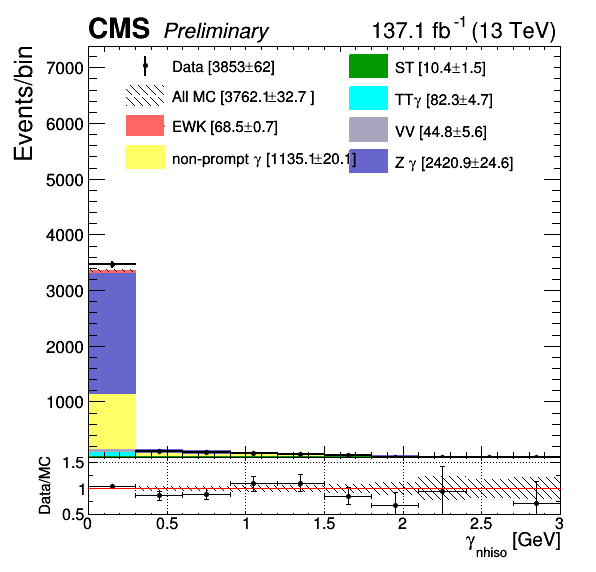 CMS Preliminary 137.1 fb⁻¹ (13 TeV)
Events/bin
7000
6000
5000
4000
3000
2000
1000
Data [3853±62]
All MC [3762.1±32.7 ]
EWK [68.5±0.7]
non-prompt γ [1135.1±20.1]
ST [10.4±1.5]
TTγ [82.3±4.7]
VV [44.8±5.6]
Z γ [2420.9±24.6]
Data/MC
1.5
1
0.5
0 0.5 1 1.5 2 2.5 3
γnhiso [GeV]